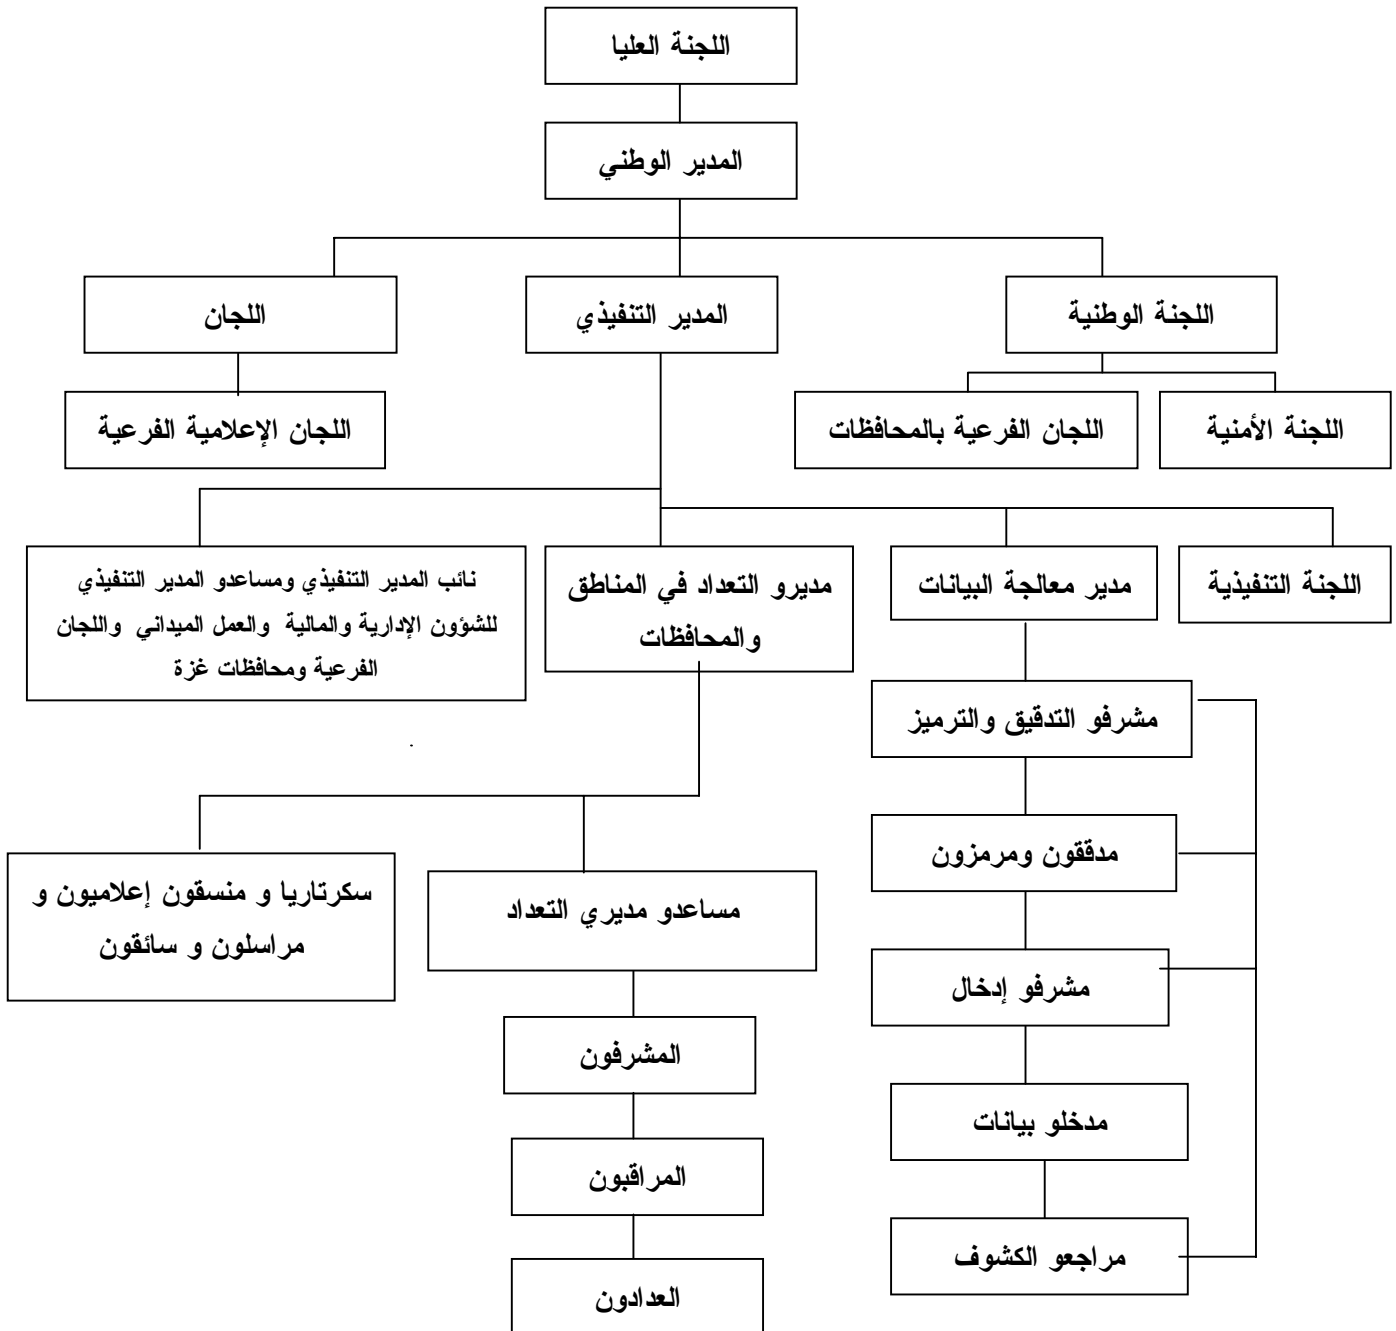 اللجنة العليا
المدير الوطني
اللجنة الوطنية
المدير التنفيذي
اللجان
اللجنة الأمنية
اللجان الفرعية بالمحافظات
اللجان الإعلامية الفرعية
اللجنة التنفيذية
مدير معالجة البيانات
مديرو التعداد في المناطق
والمحافظات
نائب المدير التنفيذي ومساعدو المدير التنفيذي
للشؤون الإدارية والمالية والعمل الميداني واللجان
الفرعية ومحافظات غزة
مشرفو التدقيق والترميز
مدققون ومرمزون
مشرفو إدخال
مدخلو بيانات
مراجعو الكشوف
مساعدو مديري التعداد
المشرفون
المراقبون
العدادون
سكرتاريا و منسقون إعلاميون و
مراسلون و سائقون